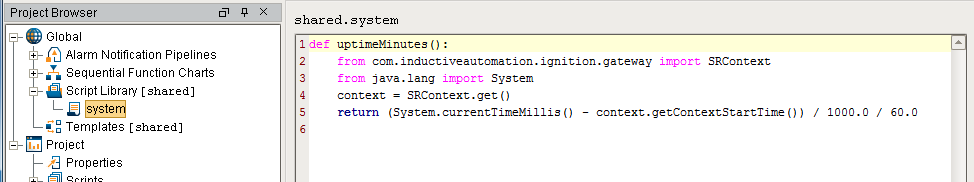 Project Browser
Global
Alarm Notification Pipelines
Sequential Function Charts
Script Library [shared]
system
Templates [shared]
Project
Properties
Scripts
shared.system
1 def uptimeMinutes():
2 from com.inductiveautomation.ignition.gateway import SRContext
3 from java.lang import System
4 context = SRContext.get()
5 return (System.currentTimeMillis() - context.getContextStartTime()) / 1000.0 / 60.0
6